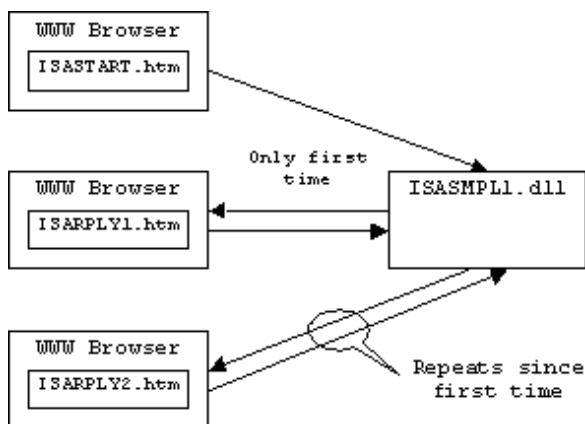 WWW Browser
ISASTART.htm
Only first
time
WWW Browser
ISARPLY1.htm
ISASMPL1.dll
WWW Browser
ISARPLY2.htm
Repeats since
first time